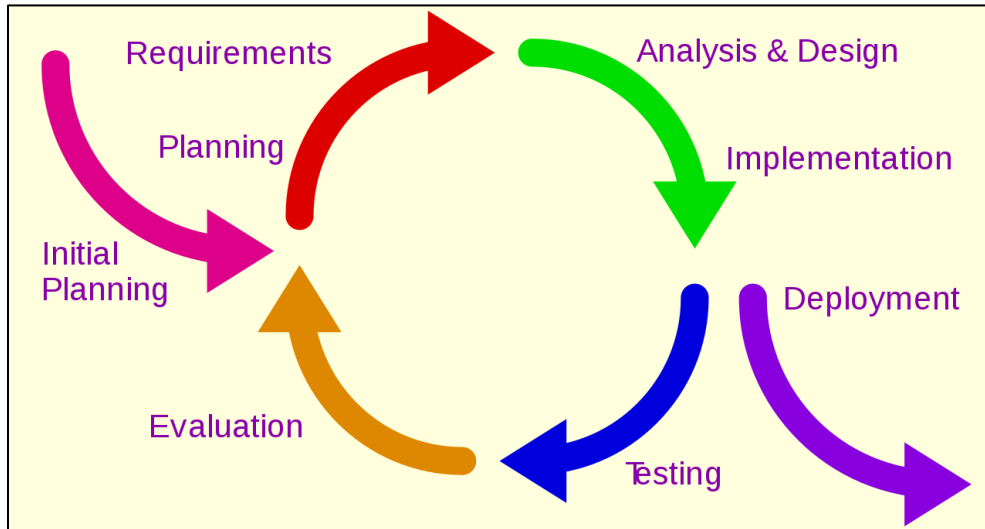 Requirements
Analysis & Design
Planning
Implementation
Initial
Planning
Deployment
Evaluation
Testing